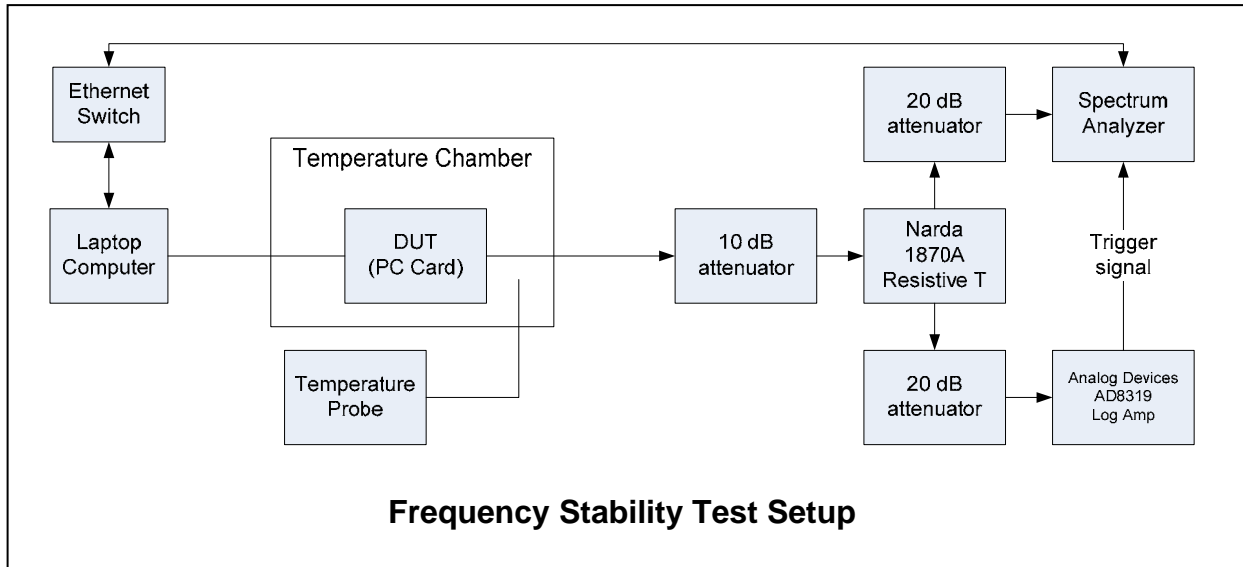 Ethernet
Switch
20 dB
attenuator
Spectrum
Analyzer
Temperature Chamber
Laptop
Computer
DUT
(PC Card)
10 dB
attenuator
Narda
1870A
Resistive T
Trigger
signal
Temperature
Probe
20 dB
attenuator
Analog Devices
AD8319
Log Amp
Frequency Stability Test Setup